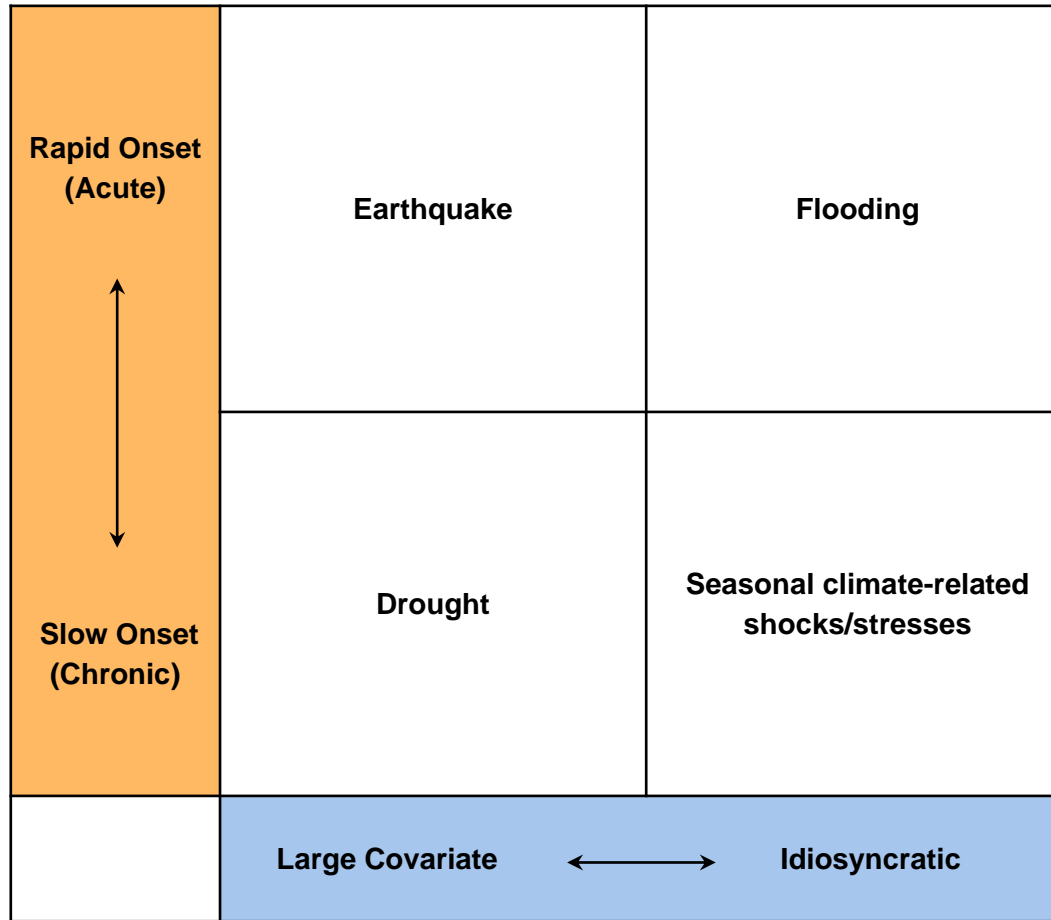 Rapid Onset
(Acute)
Earthquake
Flooding
Slow Onset
(Chronic)
Drought
Seasonal climate-related
shocks/stresses
Large Covariate
Idiosyncratic